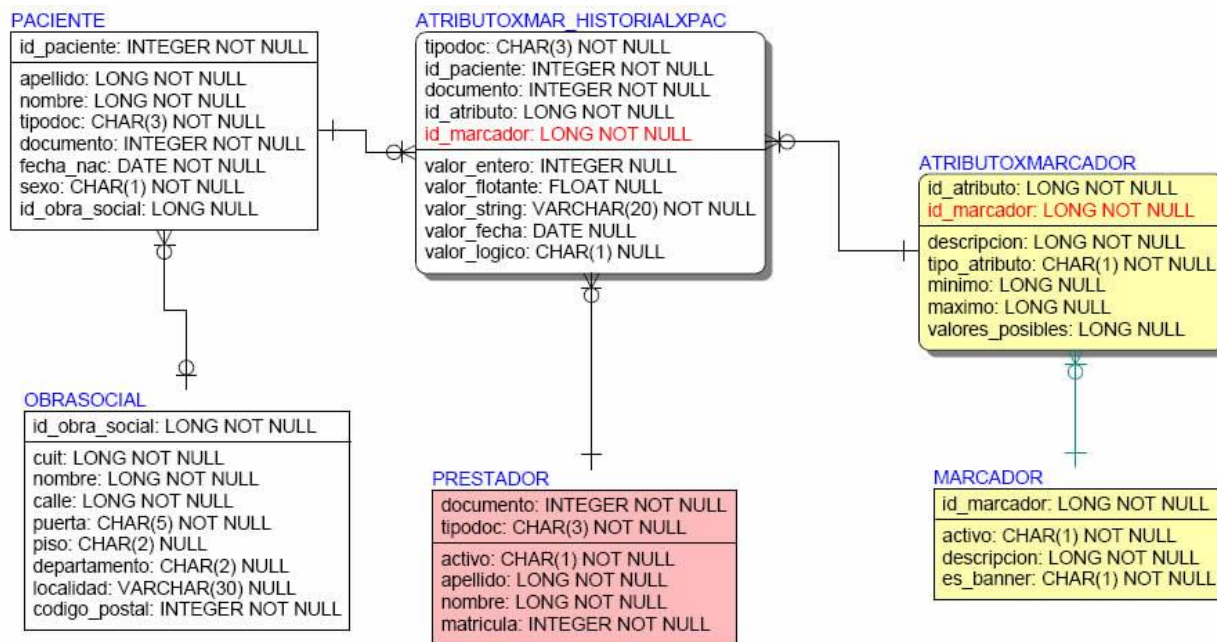 PACIENTE
id_paciente: INTEGER NOT NULL
apellido: LONG NOT NULL
nombre: LONG NOT NULL
tipodoc: CHAR(3) NOT NULL
documento: INTEGER NOT NULL
fecha_nac: DATE NOT NULL
sexo: CHAR(1) NOT NULL
id_obra_social: LONG NULL
ATRIBUTOXMAR_HISTORIALXPAC
tipodoc: CHAR(3) NOT NULL
id_paciente: INTEGER NOT NULL
documento: INTEGER NOT NULL
id_atributo: LONG NOT NULL
id_marcador: LONG NOT NULL
valor_entero: INTEGER NULL
valor_flotante: FLOAT NULL
valor_string: VARCHAR(20) NOT NULL
valor_fecha: DATE NULL
valor_logico: CHAR(1) NULL
ATRIBUTOXMARCADOR
id_atributo: LONG NOT NULL
id_marcador: LONG NOT NULL
descripcion: LONG NOT NULL
tipo_atributo: CHAR(1) NOT NULL
minimo: LONG NULL
maximo: LONG NULL
valores_posibles: LONG NULL
OBRASOCIAL
id_obra_social: LONG NOT NULL
cuit: LONG NOT NULL
nombre: LONG NOT NULL
calle: LONG NOT NULL
puerta: CHAR(5) NOT NULL
piso: CHAR(2) NULL
departamento: CHAR(2) NULL
localidad: VARCHAR(30) NULL
codigo_postal: INTEGER NOT NULL
PRESTADOR
documento: INTEGER NOT NULL
tipodoc: CHAR(3) NOT NULL
activo: CHAR(1) NOT NULL
apellido: LONG NOT NULL
nombre: LONG NOT NULL
matricula: INTEGER NOT NULL
MARCADOR
id_marcador: LONG NOT NULL
activo: CHAR(1) NOT NULL
descripcion: LONG NOT NULL
es_banner: CHAR(1) NOT NULL